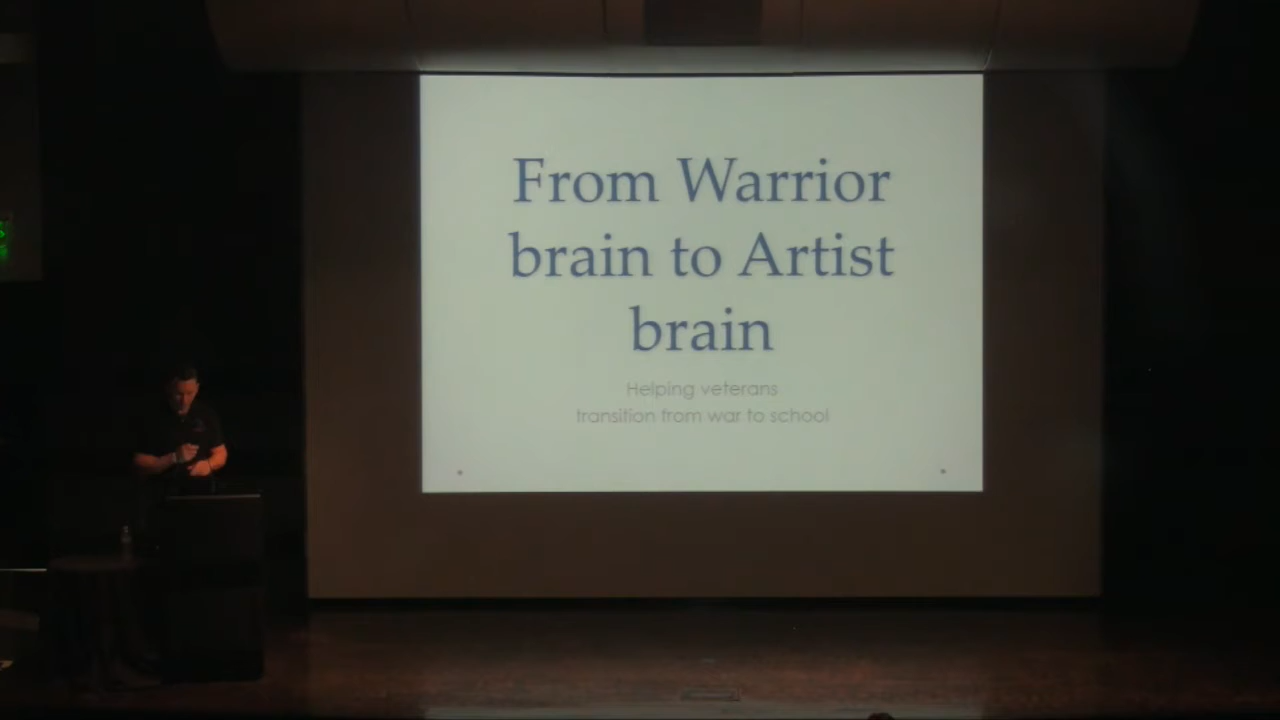 From Warrior
brain to Artist
brain
Helping veterans
transition from war to school